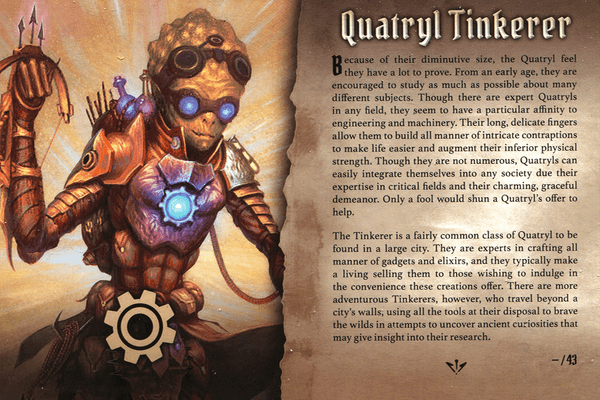 Quatryl Tinkerer
Because of their diminutive size, the Quatryl feel
they have a lot to prove. From an early age, they are
encouraged to study as much as possible about many
different subjects. Though there are expert Quatryls
in any field, they seem to have a particular affinity to
engineering and machinery. Their long, delicate fingers
allow them to build all manner of intricate contraptions
to make life easier and augment their inferior physical
strength. Though they are not numerous, Quatryls can
easily integrate themselves into any society due their
expertise in critical fields and their charming, graceful
demeanor. Only a fool would shun a Quatryl's offer to
help.
The Tinkerer is a fairly common class of Quatryl to be
found in a large city. They are experts in crafting all
manner of gadgets and elixirs, and they typically make
a living selling them to those wishing to indulge in
the convenience these creations offer. There are more
adventurous Tinkerers, however, who travel beyond a
city's walls, using all the tools at their disposal to brave
the wilds in attempts to uncover ancient curiosities that
may give insight into their research.
–/43